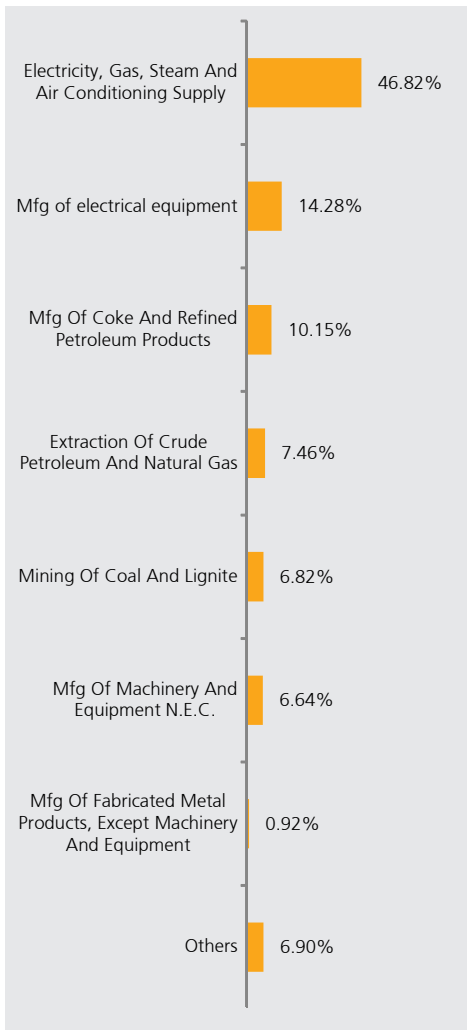 Electricity, Gas, Steam And
Air Conditioning Supply
46.82%
Mfg of electrical equipment
14.28%
Mfg Of Coke And Refined
Petroleum Products
10.15%
Extraction Of Crude
Petroleum And Natural Gas
7.46%
Mining Of Coal And Lignite
6.82%
Mfg Of Machinery And
Equipment N.E.C.
6.64%
Mfg Of Fabricated Metal
Products, Except Machinery
And Equipment
0.92%
Others
6.90%